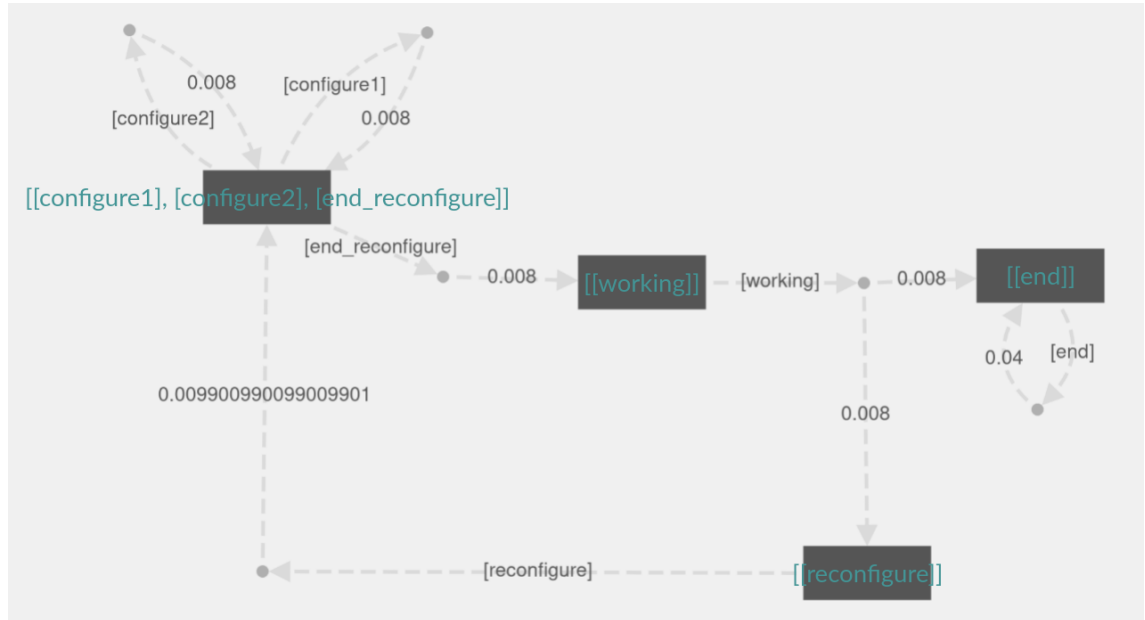 0.008
[configure1]
[configure2]
0.008
[[configure1], [configure2], [end_reconfigure]]
[end_reconfigure]
0.008
[[working]]
[working]
0.008
[[end]]
0.04
[end]
0.009900990099009901
0.008
[reconfigure]
[[reconfigure]]